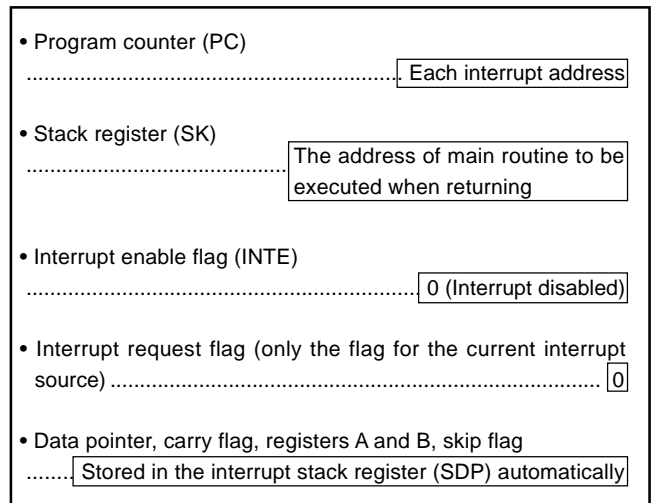 • Program counter (PC)
............................................................... Each interrupt address
• Stack register (SK)
............................................ The address of main routine to be
executed when returning
• Interrupt enable flag (INTE)
.................................................................. 0 (Interrupt disabled)
• Interrupt request flag (only the flag for the current interrupt
source) ................................................................................... 0
• Data pointer, carry flag, registers A and B, skip flag
........ Stored in the interrupt stack register (SDP) automatically